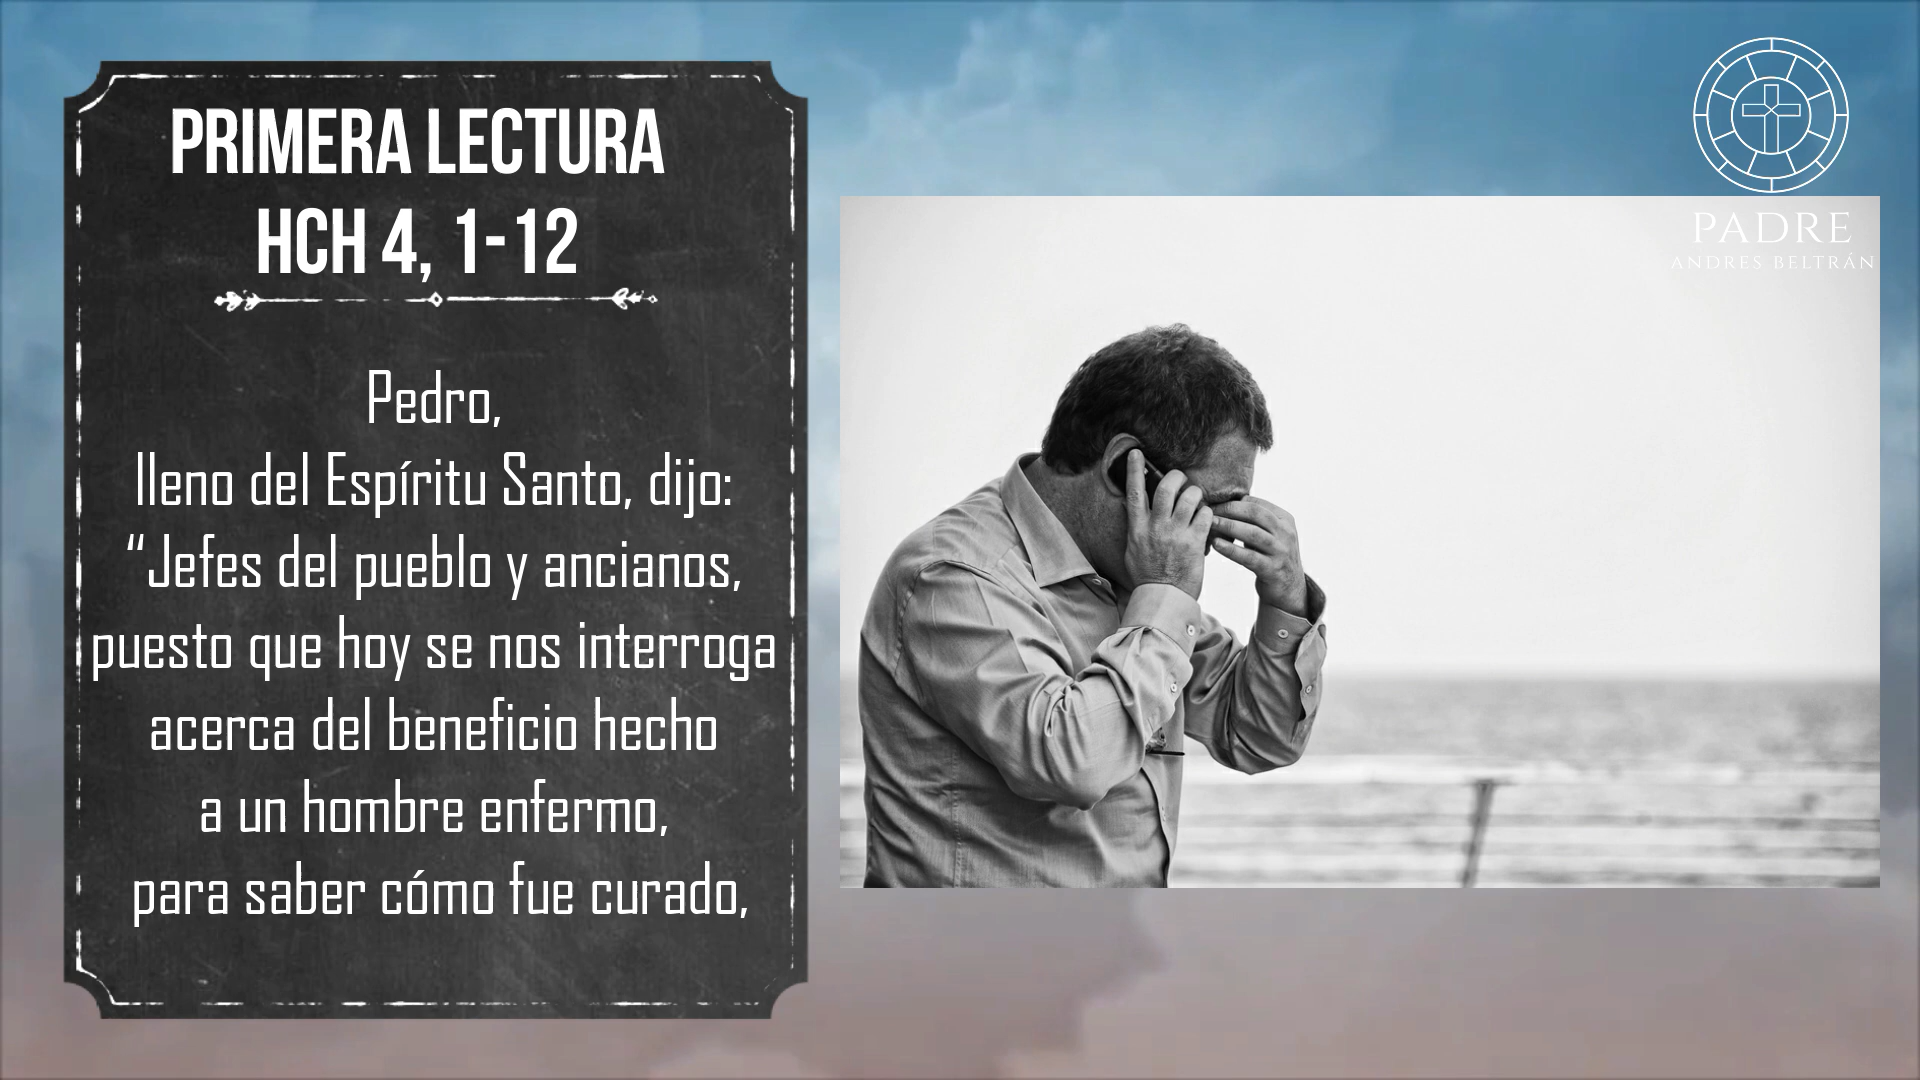 PRIMERA LECTURA
HCH 4, 1-12
Pedro,
lleno del Espíritu Santo, dijo:
“Jefes del pueblo y ancianos,
puesto que hoy se nos interroga
acerca del beneficio hecho
a un hombre enfermo,
para saber cómo fue curado,
PADRE
ANDRES BELTRÁN